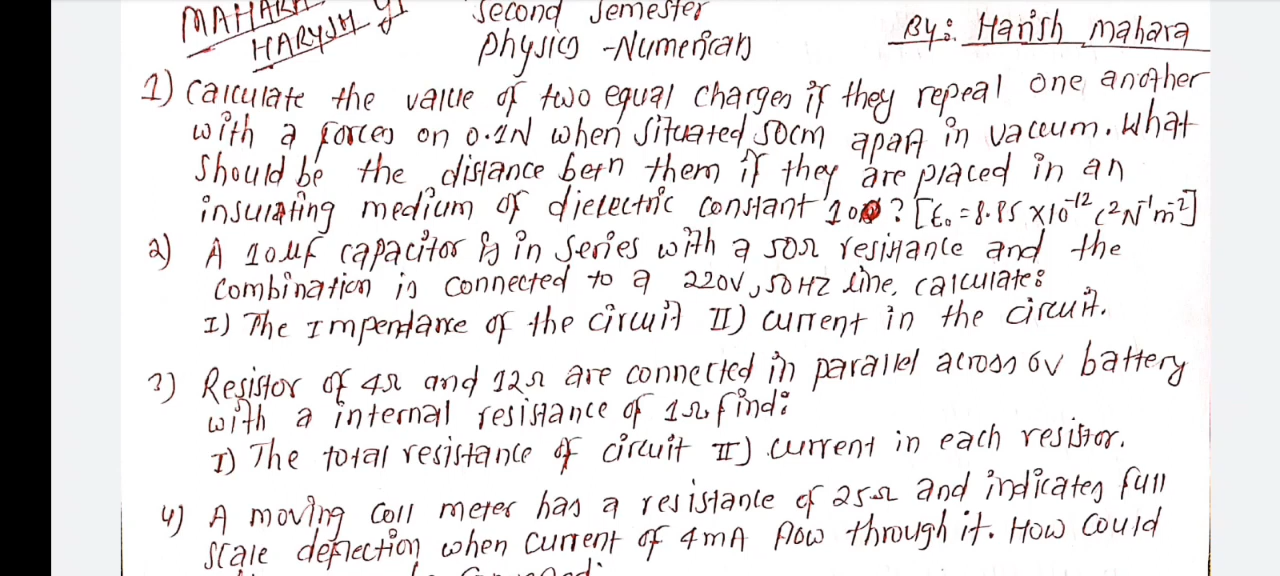 MAHARA
HARYSH JI
Second Semester
Physics - Numericals
By: Harish mahara
1) Calculate the value of two equal charges if they repeal one another
with a forces on 0.1N when situated 50cm apart in vaccum. What
should be the distance betn them if they are placed in an
insulating medium of dielectric constant 10? [ε₀ = 8.85 x10⁻¹² C²N⁻¹m⁻²]
2) A 10uf capacitor is in series with a 50Ω resistance and the
combination is connected to a 220V, 50HZ line, calculate:
I) The Impendance of the circuit II) current in the circuit.
3) Resistor of 4Ω and 12Ω are connected in parallel across 6v battery
with a internal resistance of 1Ω, find:
I) The total resistance of circuit II) current in each resistor.
4) A moving coll meter has a resistance of 25Ω and indicates full
scale deflection when current of 4mA flow through it. How could